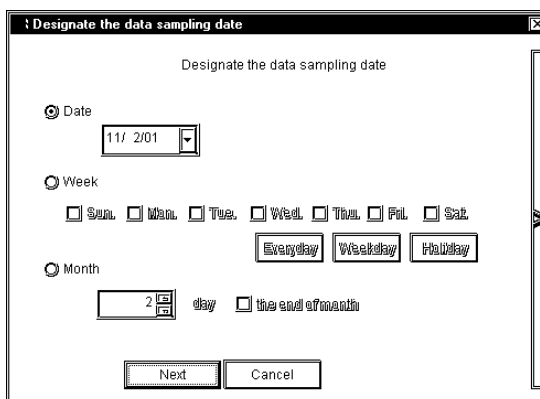 Designate the data sampling date
Designate the data sampling date
Date
11/ 2/01
Week
Sun. Mon. Tue. Wed. Thu. Fri. Sat.
Everyday Weekday Holiday
Month
2 day the end of month
Next Cancel